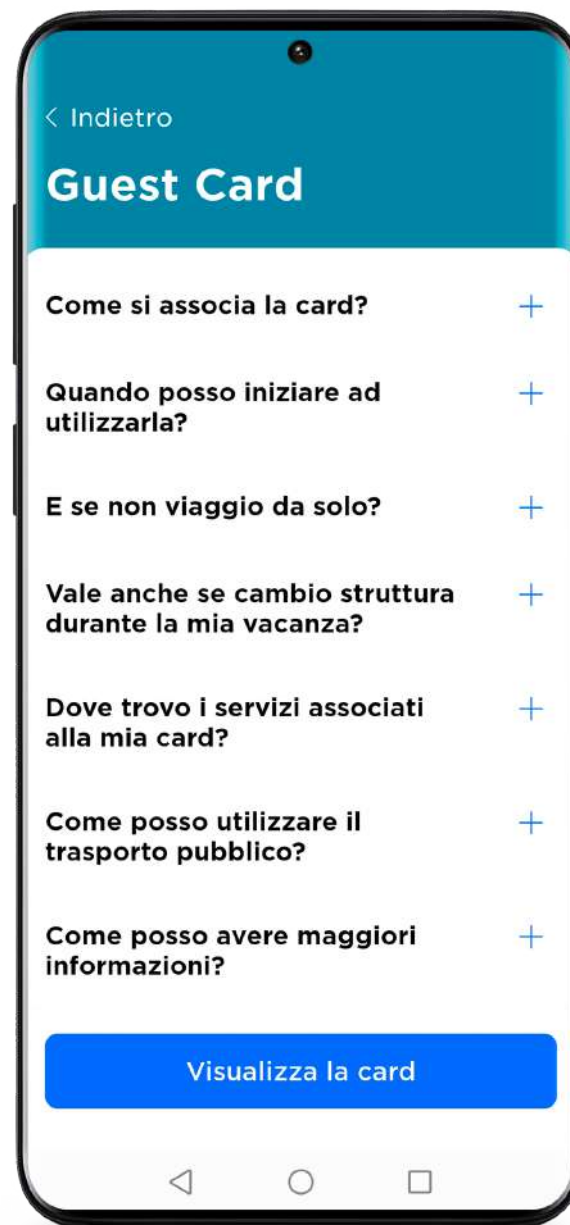 Indietro
Guest Card
Come si associa la card?
Quando posso iniziare ad
utilizzarla?
E se non viaggio da solo?
Vale anche se cambio struttura
durante la mia vacanza?
Dove trovo i servizi associati
alla mia card?
Come posso utilizzare il
trasporto pubblico?
Come posso avere maggiori
informazioni?
Visualizza la card